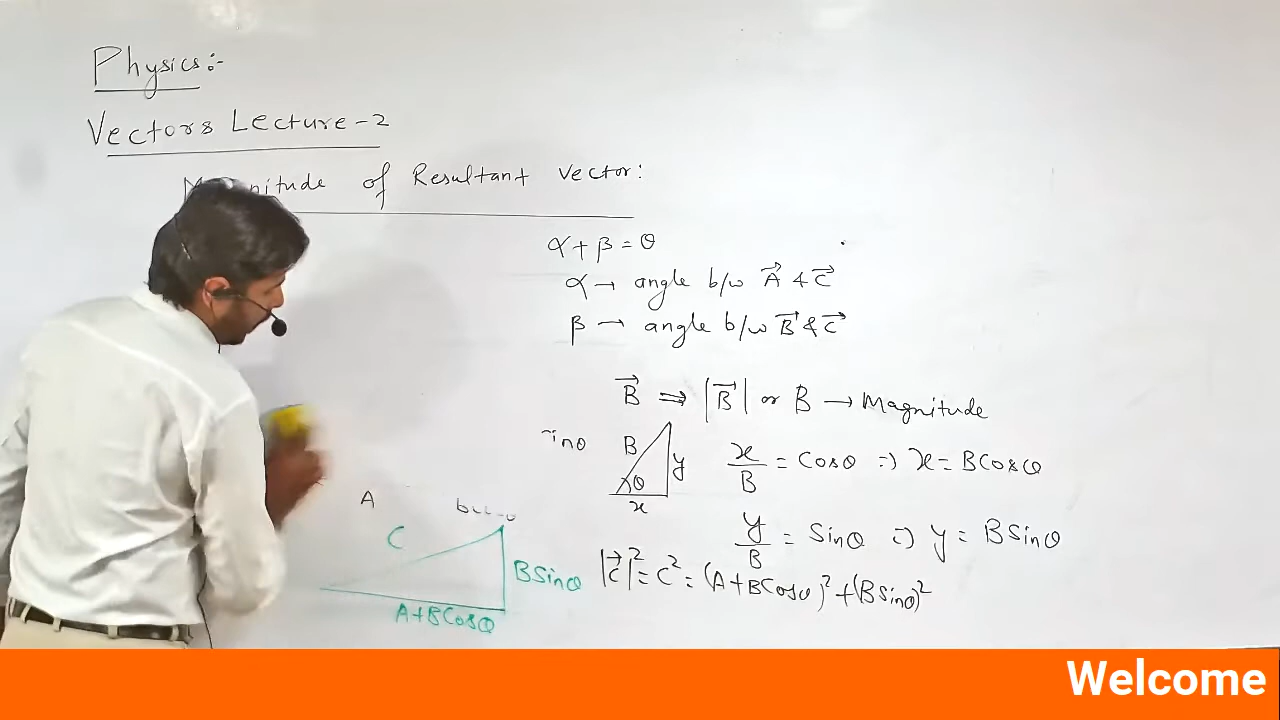 Physics:-
Vectors Lecture-2
nitude of Resultant vector:
α+β=θ
α→ angle b/w A⃗ & C⃗
β→ angle b/w B⃗ & C⃗
B⃗ ⇒ |B⃗| or B → Magnitude
inθ
B
θ
y
x
x/B = Cosθ ⇒ x=BCosθ
y/B = Sinθ ⇒ y= BSinθ
A
C
BSinθ
A+BCosθ
|C⃗|²=C²=(A+BCosθ)²+(BSinθ)²
Welcome